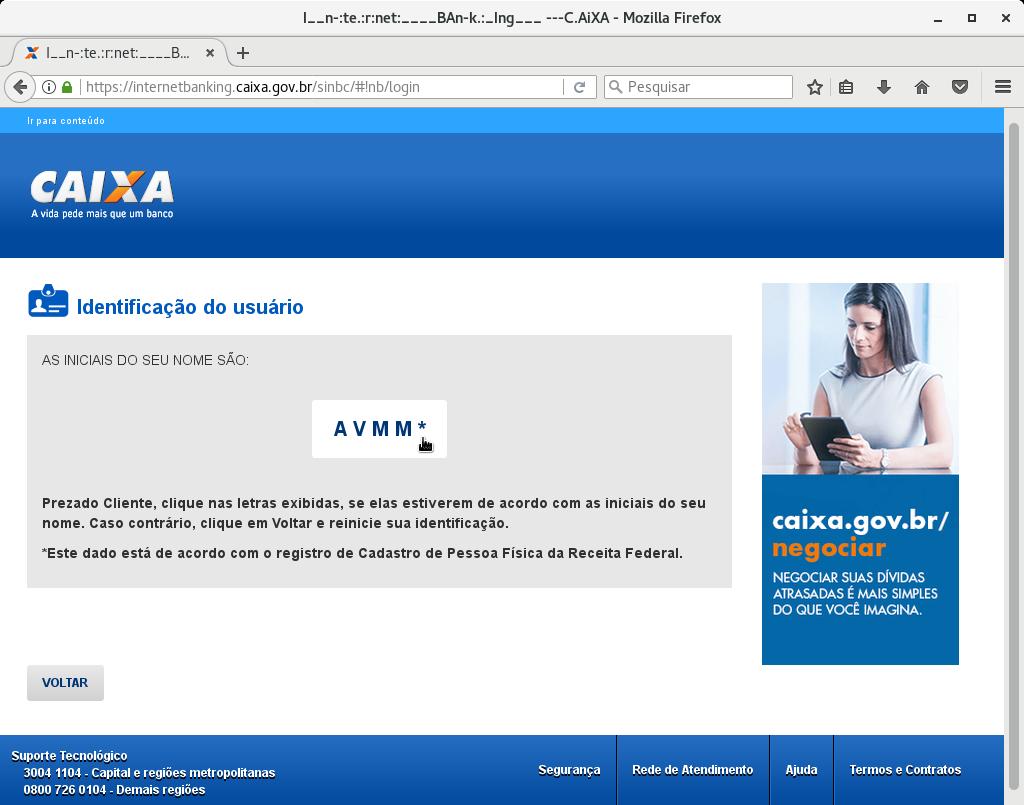 I__n-:te.:r:net:____BAn-k.:_Ing___ ---C.AiXA - Mozilla Firefox
I__n-:te.:r:net:____B...
https://internetbanking.caixa.gov.br/sinbc/#!nb/login
Pesquisar
Ir para conteúdo
CAIXA
A vida pede mais que um banco
Identificação do usuário
AS INICIAIS DO SEU NOME SÃO:
A V M M *
Prezado Cliente, clique nas letras exibidas, se elas estiverem de acordo com as iniciais do seu
nome. Caso contrário, clique em Voltar e reinicie sua identificação.
*Este dado está de acordo com o registro de Cadastro de Pessoa Física da Receita Federal.
caixa.gov.br/
negociar
NEGOCIAR SUAS DÍVIDAS
ATRASADAS É MAIS SIMPLES
DO QUE VOCÊ IMAGINA.
VOLTAR
Suporte Tecnológico
3004 1104 - Capital e regiões metropolitanas
0800 726 0104 - Demais regiões
Segurança
Rede de Atendimento
Ajuda
Termos e Contratos